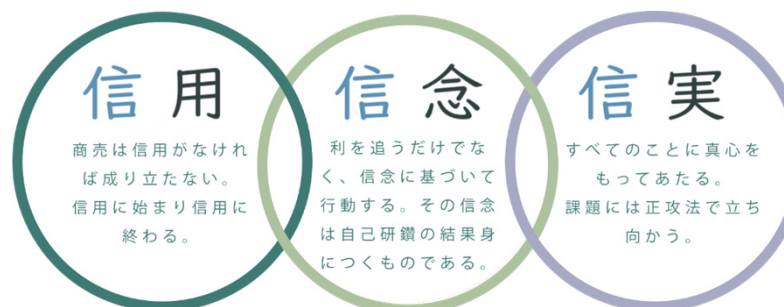 信用
商売は信用がなけれ
ば成り立たない。
信用に始まり信用に
終わる。
信念
利を追うだけでな
く、信念に基づいて
行動する。その信念
は自己研鑽の結果身
につくものである。
信実
すべてのことに真心を
もってあたる。
課題には正攻法で立ち
向かう。